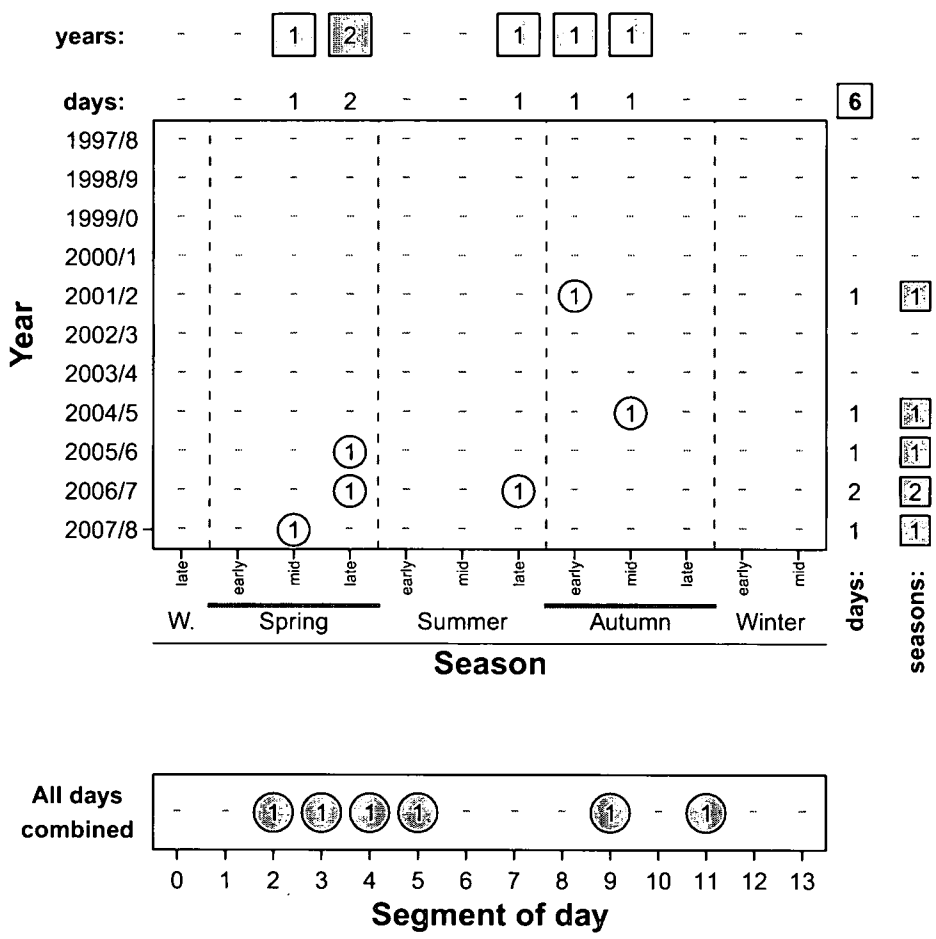 years: - - 1 2 - - 1 1 1 - - -
days: - - 1 2 - - 1 1 1 - - - 6
1997/8 - - - - - - - - - - - - - -
1998/9 - - - - - - - - - - - - - -
1999/0 - - - - - - - - - - - - - -
2000/1 - - - - - - - - - - - - - -
2001/2 - - - - - - - 1 - - - - 1 1
2002/3 - - - - - - - - - - - - - -
2003/4 - - - - - - - - - - - - - -
2004/5 - - - - - - - - 1 - - - 1 1
2005/6 - - - 1 - - - - - - - - 1 1
2006/7 - - - 1 - - 1 - - - - - 2 2
2007/8 - - 1 - - - - - - - - - 1 1
Year
late early mid late early mid late early mid late early mid
W. Spring Summer Autumn Winter
days: seasons:
Season
All days
combined
- - 1 1 1 1 - - - 1 - 1 - -
0 1 2 3 4 5 6 7 8 9 10 11 12 13
Segment of day